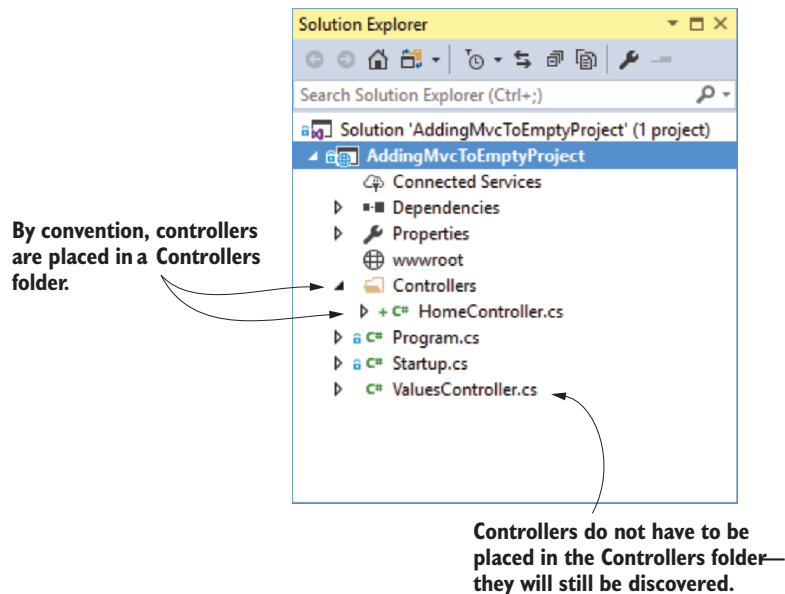 Solution Explorer
Search Solution Explorer (Ctrl+;)
Solution 'AddingMvcToEmptyProject' (1 project)
AddingMvcToEmptyProject
Connected Services
Dependencies
Properties
wwwroot
Controllers
C# HomeController.cs
C# Program.cs
C# Startup.cs
C# ValuesController.cs
By convention, controllers
are placed in a Controllers
folder.
Controllers do not have to be
placed in the Controllers folder—
they will still be discovered.